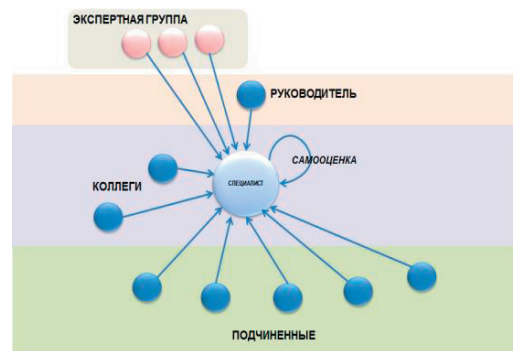 ЭКСПЕРТНАЯ ГРУППА
РУКОВОДИТЕЛЬ
САМООЦЕНКА
СПЕЦИАЛИСТ
КОЛЛЕГИ
ПОДЧИНЕННЫЕ